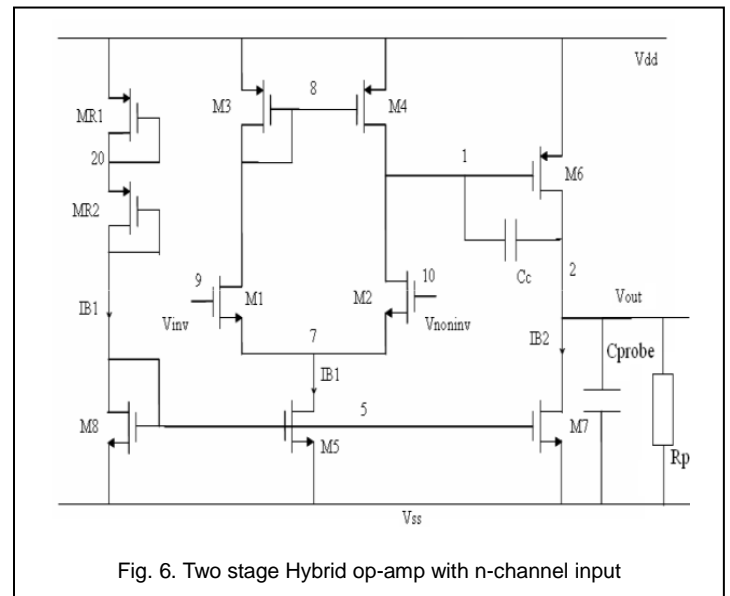 Vdd
8
M3
M4
MR1
20
1
M6
MR2
Cc
2
9
10
M1
M2
Vout
IB1
Vinv
Vnoninv
7
IB2
Cprobe
IB1
5
M8
M5
M7
Rp
Vss
Fig. 6. Two stage Hybrid op-amp with n-channel input